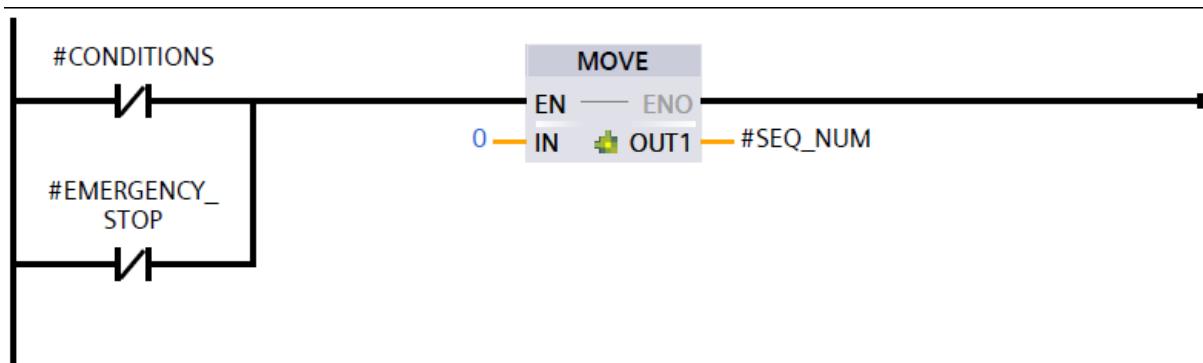 #CONDITIONS
MOVE
EN
ENO
0
IN
OUT1
#SEQ_NUM
#EMERGENCY_
STOP